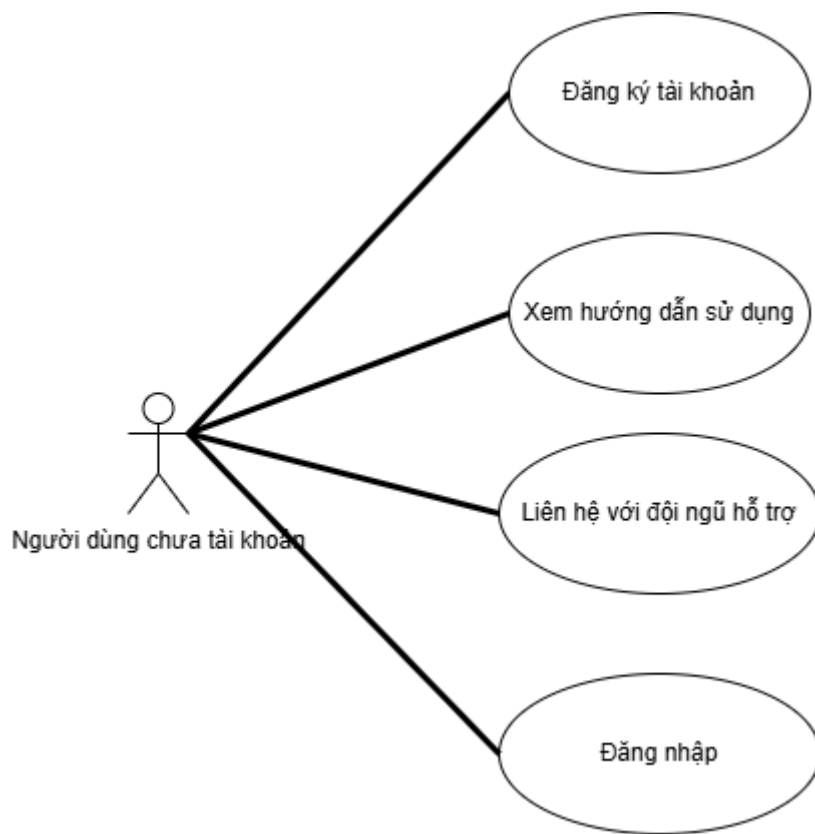 Đăng ký tài khoản
Xem hướng dẫn sử dụng
Liên hệ với đội ngũ hỗ trợ
Người dùng chưa tài khoản
Đăng nhập